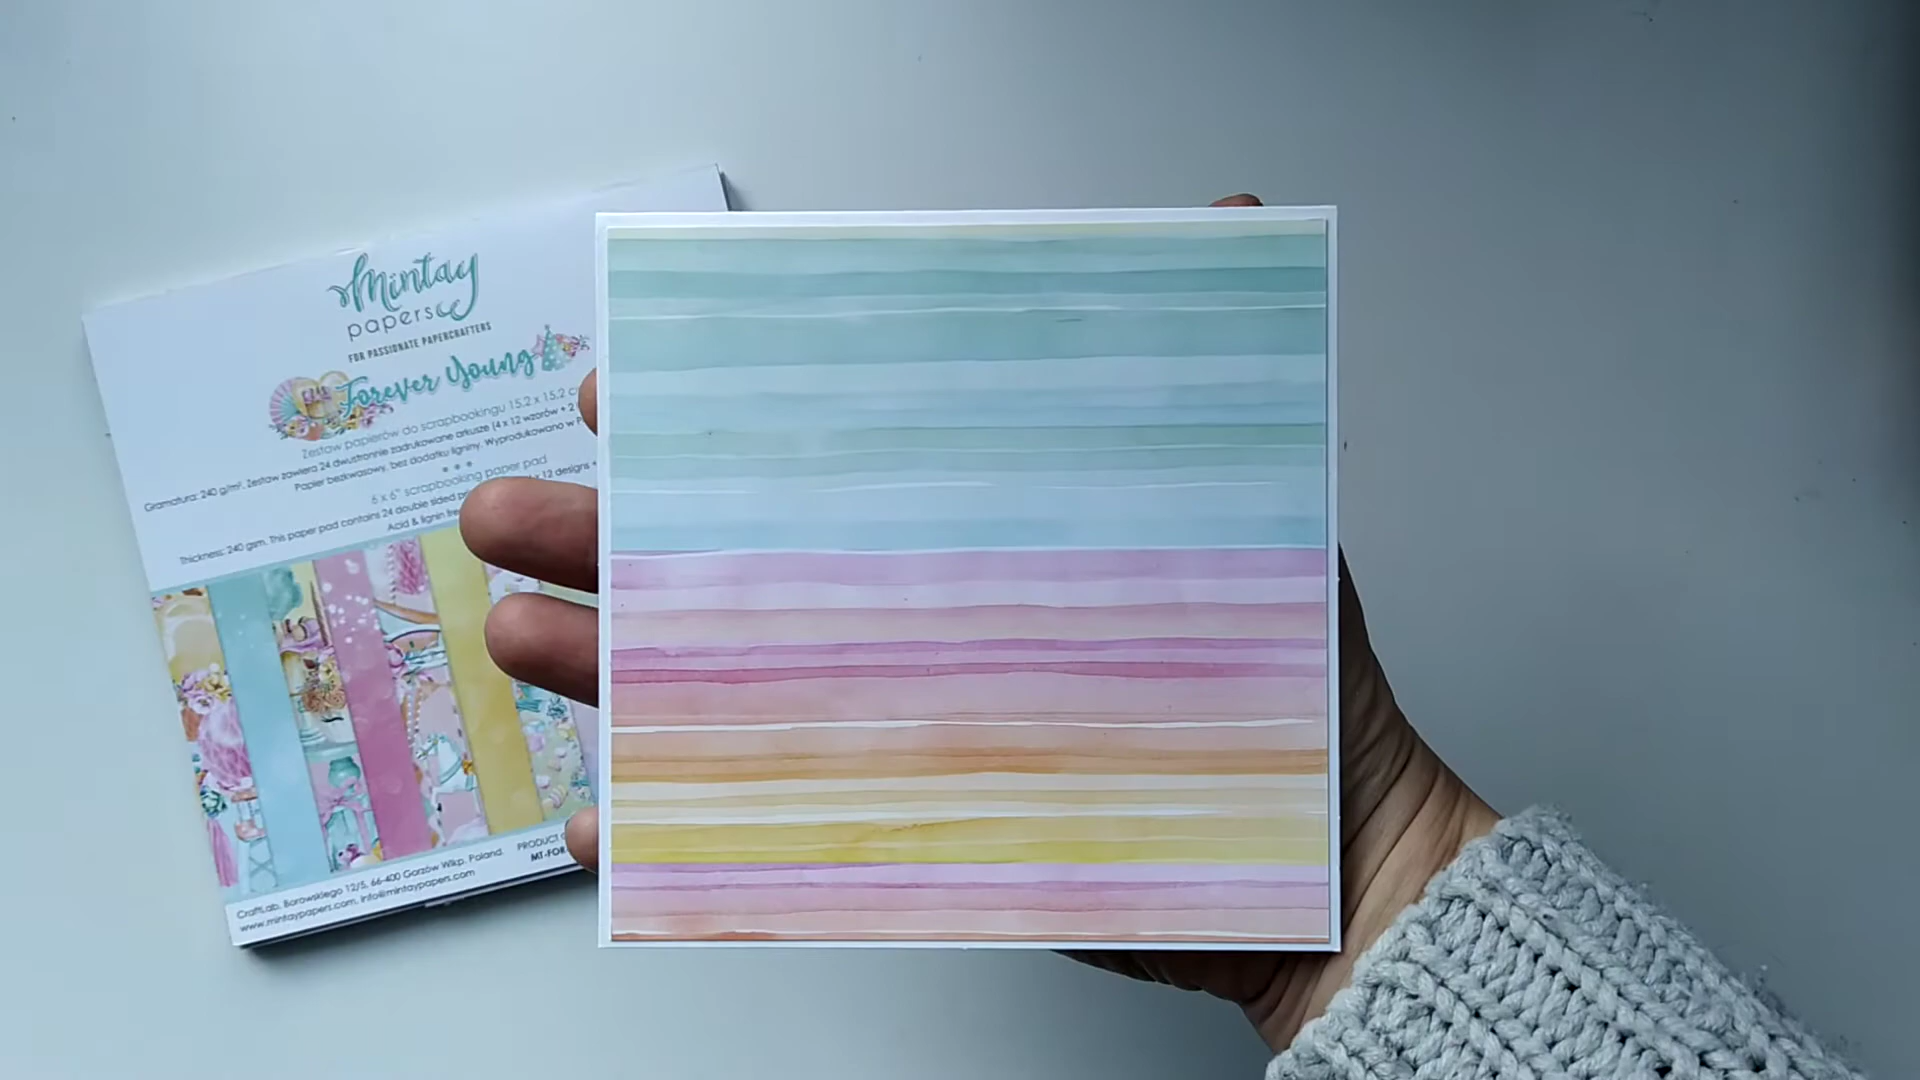 Mintay
papers
FOR PASSIONATE PAPERCRAFTERS
Forever Young
Zestaw papierów do scrapbookingu 15,2 x 15,2
Gramatura: 240 g/m². Zestaw zawiera 24 dwustronnie zadrukowane arkusze (4 x 12 wzorów + 2
Papier bezkwasowy, bez dodatku ligniny. Wyprodukowano w
6 x 6" scrapbooking paper pad
Thickness: 240 gsm. This paper pad contains 24 double sided x 12 designs +
Acid & lignin
CraftLab, Borowskiego 12/5, 66-400 Gorzów Wlkp. Poland. PRODUCT
www.mintaypapers.com, info@mintaypapers.com MT-FOR